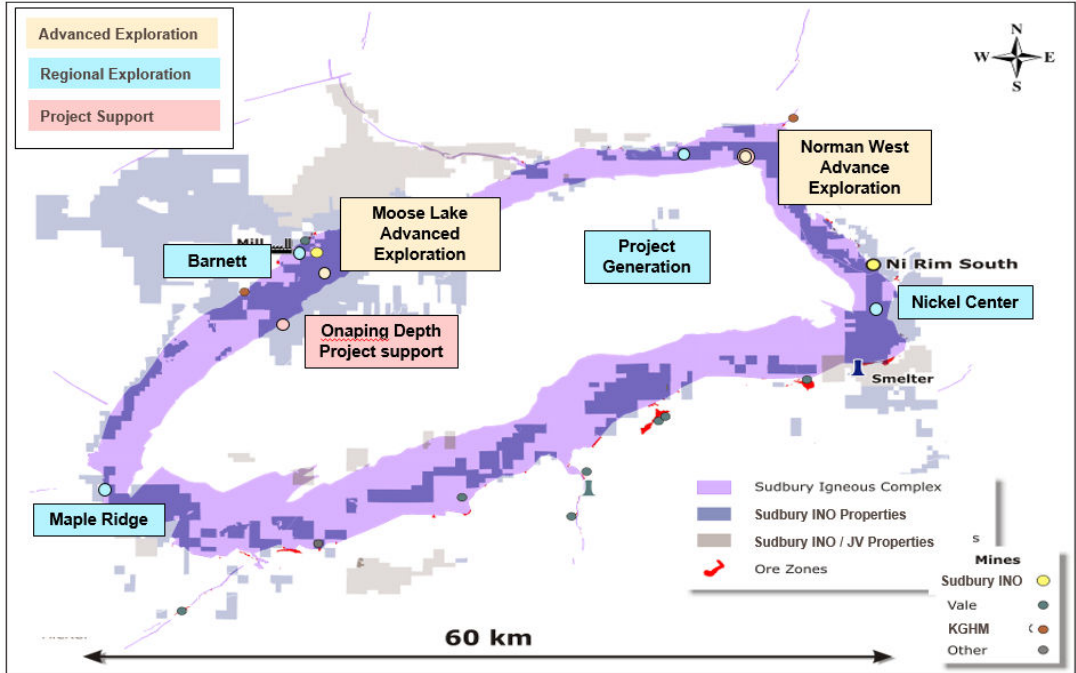 Advanced Exploration
Regional Exploration
Project Support
N
W
E
S
Norman West
Advance
Exploration
Moose Lake
Advanced
Exploration
Mill
Barnett
Project
Generation
Ni Rim South
Nickel Center
Onaping Depth
Project support
Smelter
Maple Ridge
Sudbury Igneous Complex
Sudbury INO Properties
Sudbury INO / JV Properties
Ore Zones
s
Mines
Sudbury INO
Vale
KGHM
Other
60 km